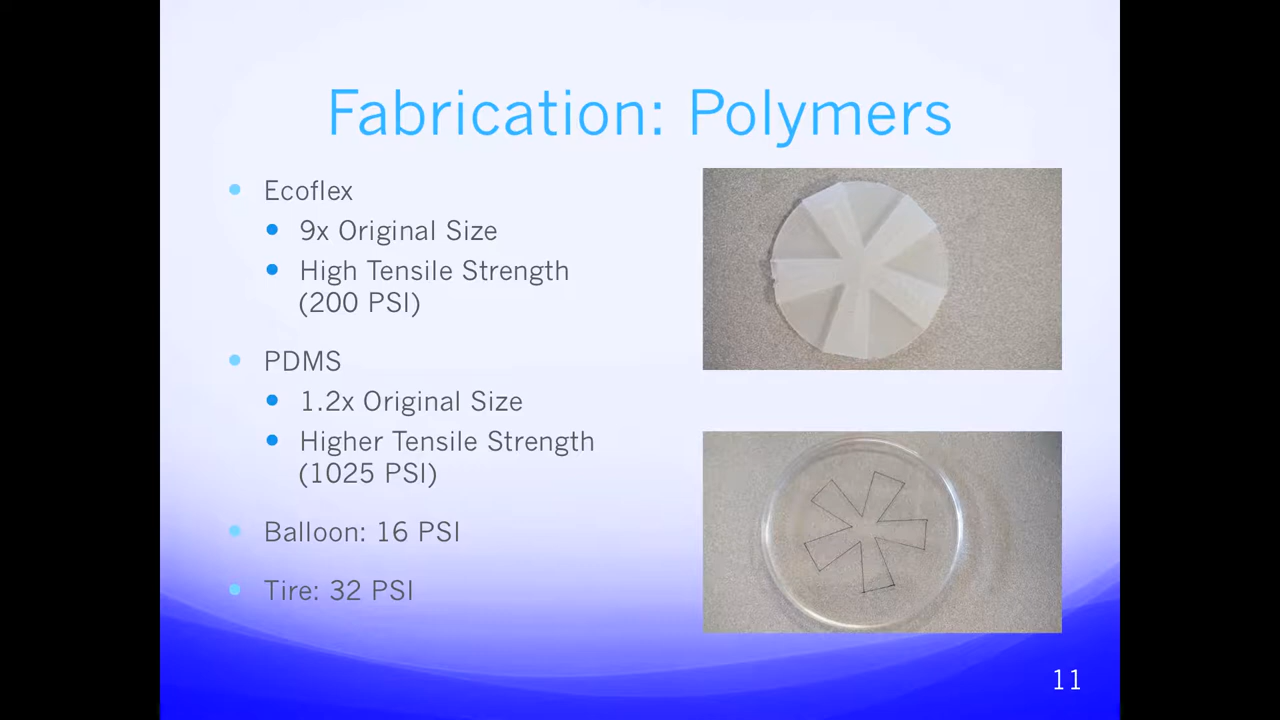 Fabrication: Polymers
Ecoflex
9x Original Size
High Tensile Strength
(200 PSI)
PDMS
1.2x Original Size
Higher Tensile Strength
(1025 PSI)
Balloon: 16 PSI
Tire: 32 PSI
11